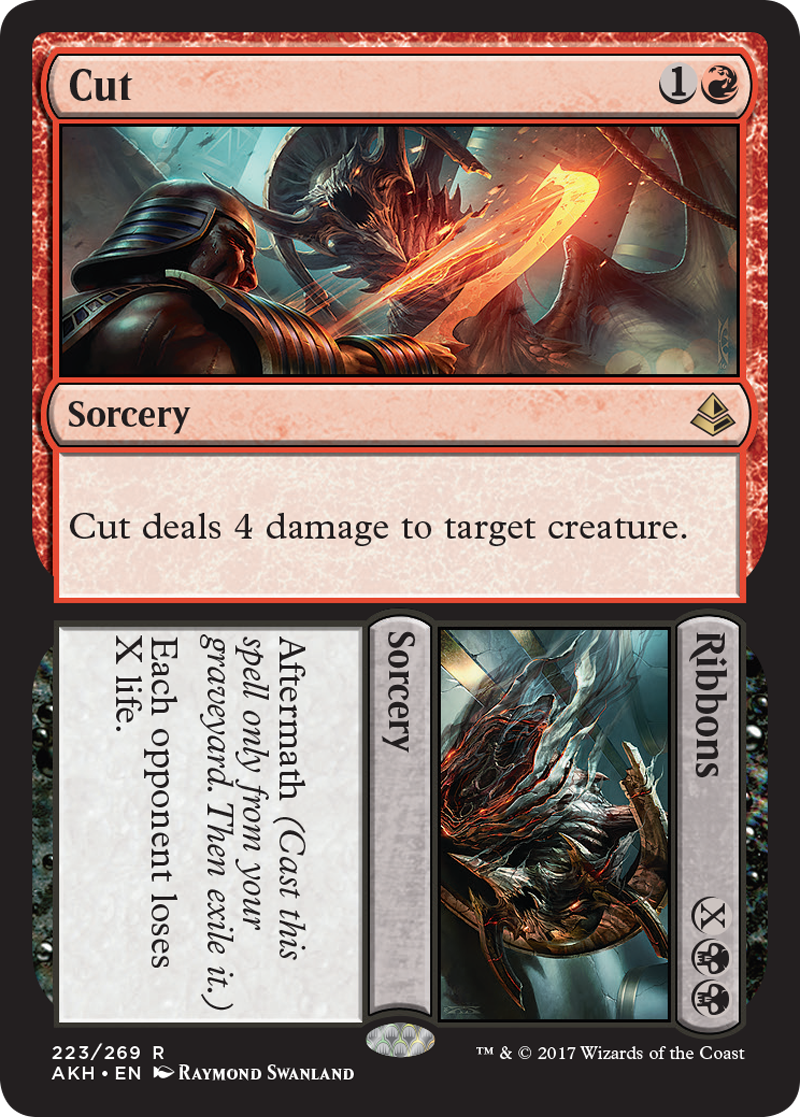 Cut
1
Sorcery
Cut deals 4 damage to target creature.
Ribbons
X
Sorcery
Aftermath (Cast this
spell only from your
graveyard. Then exile it.)
Each opponent loses
X life.
223/269 R
AKH • EN Raymond Swanland
™ & © 2017 Wizards of the Coast